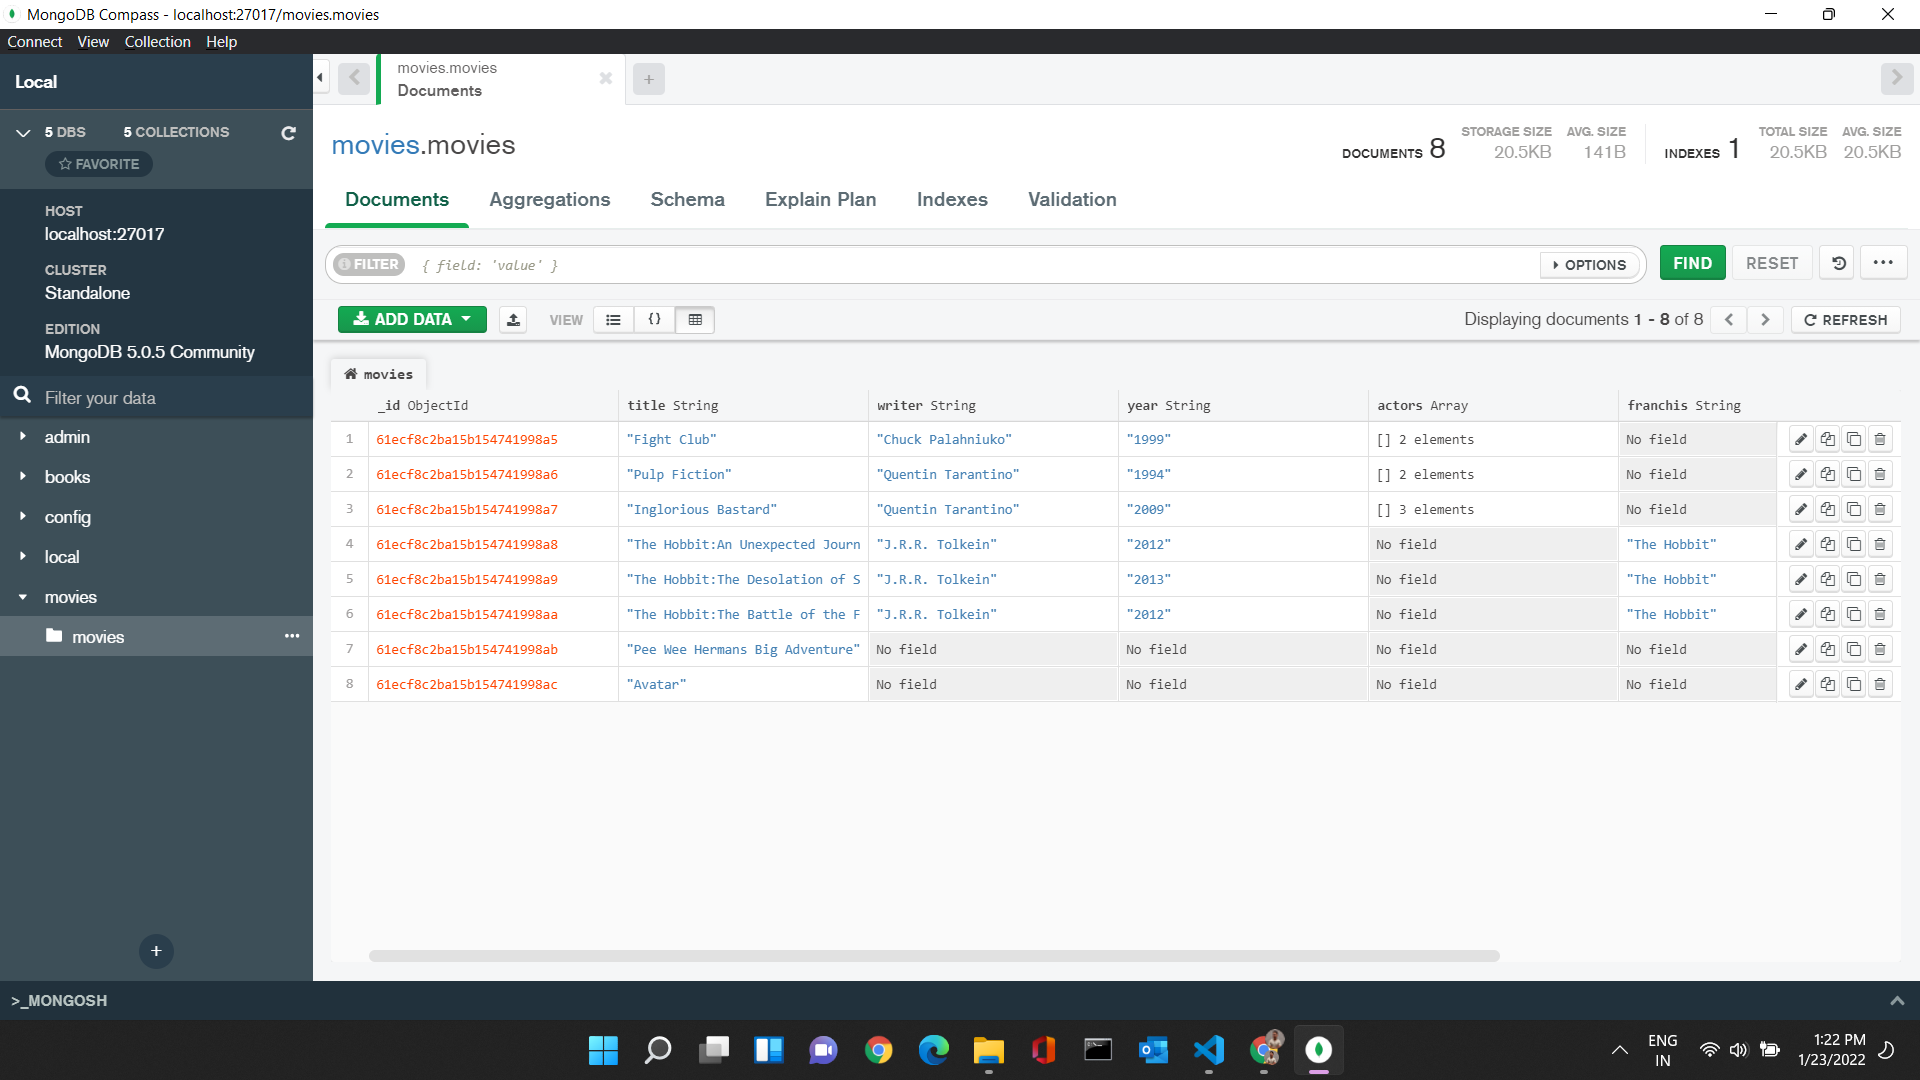 MongoDB Compass - localhost:27017/movies.movies
Connect View Collection Help
Local
5 DBS 5 COLLECTIONS
FAVORITE
HOST
localhost:27017
CLUSTER
Standalone
EDITION
MongoDB 5.0.5 Community
Filter your data
admin
books
config
local
movies
movies
movies.movies
Documents
movies.movies
DOCUMENTS 8
STORAGE SIZE 20.5KB
AVG. SIZE 141B
INDEXES 1
TOTAL SIZE 20.5KB
AVG. SIZE 20.5KB
Documents Aggregations Schema Explain Plan Indexes Validation
FILTER { field: 'value' } OPTIONS FIND RESET
ADD DATA VIEW {} Displaying documents 1 - 8 of 8 REFRESH
movies
_id ObjectId title String writer String year String actors Array franchis String
1 61ecf8c2ba15b154741998a5 "Fight Club" "Chuck Palahniuko" "1999" [] 2 elements No field
2 61ecf8c2ba15b154741998a6 "Pulp Fiction" "Quentin Tarantino" "1994" [] 2 elements No field
3 61ecf8c2ba15b154741998a7 "Inglorious Bastard" "Quentin Tarantino" "2009" [] 3 elements No field
4 61ecf8c2ba15b154741998a8 "The Hobbit:An Unexpected Journ "J.R.R. Tolkein" "2012" No field "The Hobbit"
5 61ecf8c2ba15b154741998a9 "The Hobbit:The Desolation of S "J.R.R. Tolkein" "2013" No field "The Hobbit"
6 61ecf8c2ba15b154741998aa "The Hobbit:The Battle of the F "J.R.R. Tolkein" "2012" No field "The Hobbit"
7 61ecf8c2ba15b154741998ab "Pee Wee Hermans Big Adventure" No field No field No field No field
8 61ecf8c2ba15b154741998ac "Avatar" No field No field No field No field
>_MONGOSH
ENG
IN
1:22 PM
1/23/2022